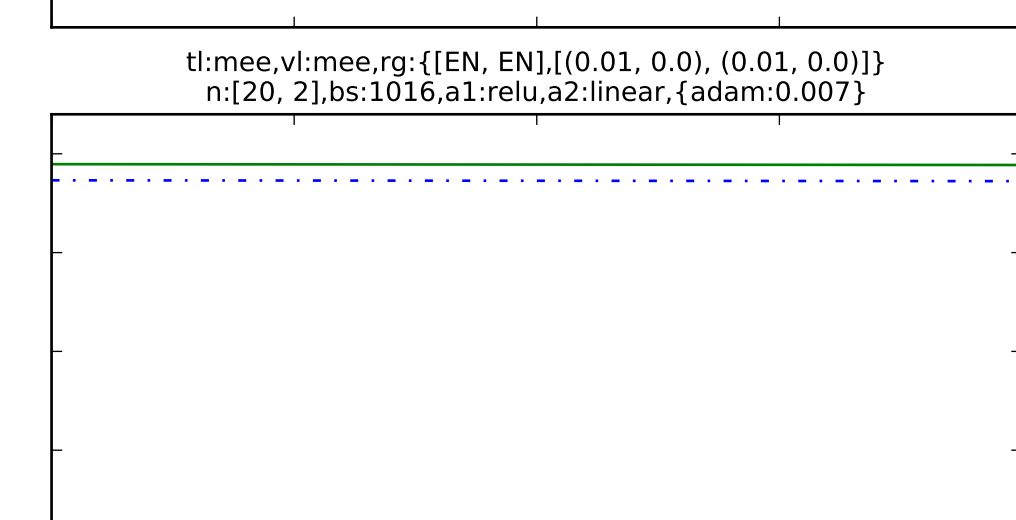 tl:mee,vl:mee,rg:{[EN, EN],[(0.01, 0.0), (0.01, 0.0)]}
n:[20, 2],bs:1016,a1:relu,a2:linear,{adam:0.007}